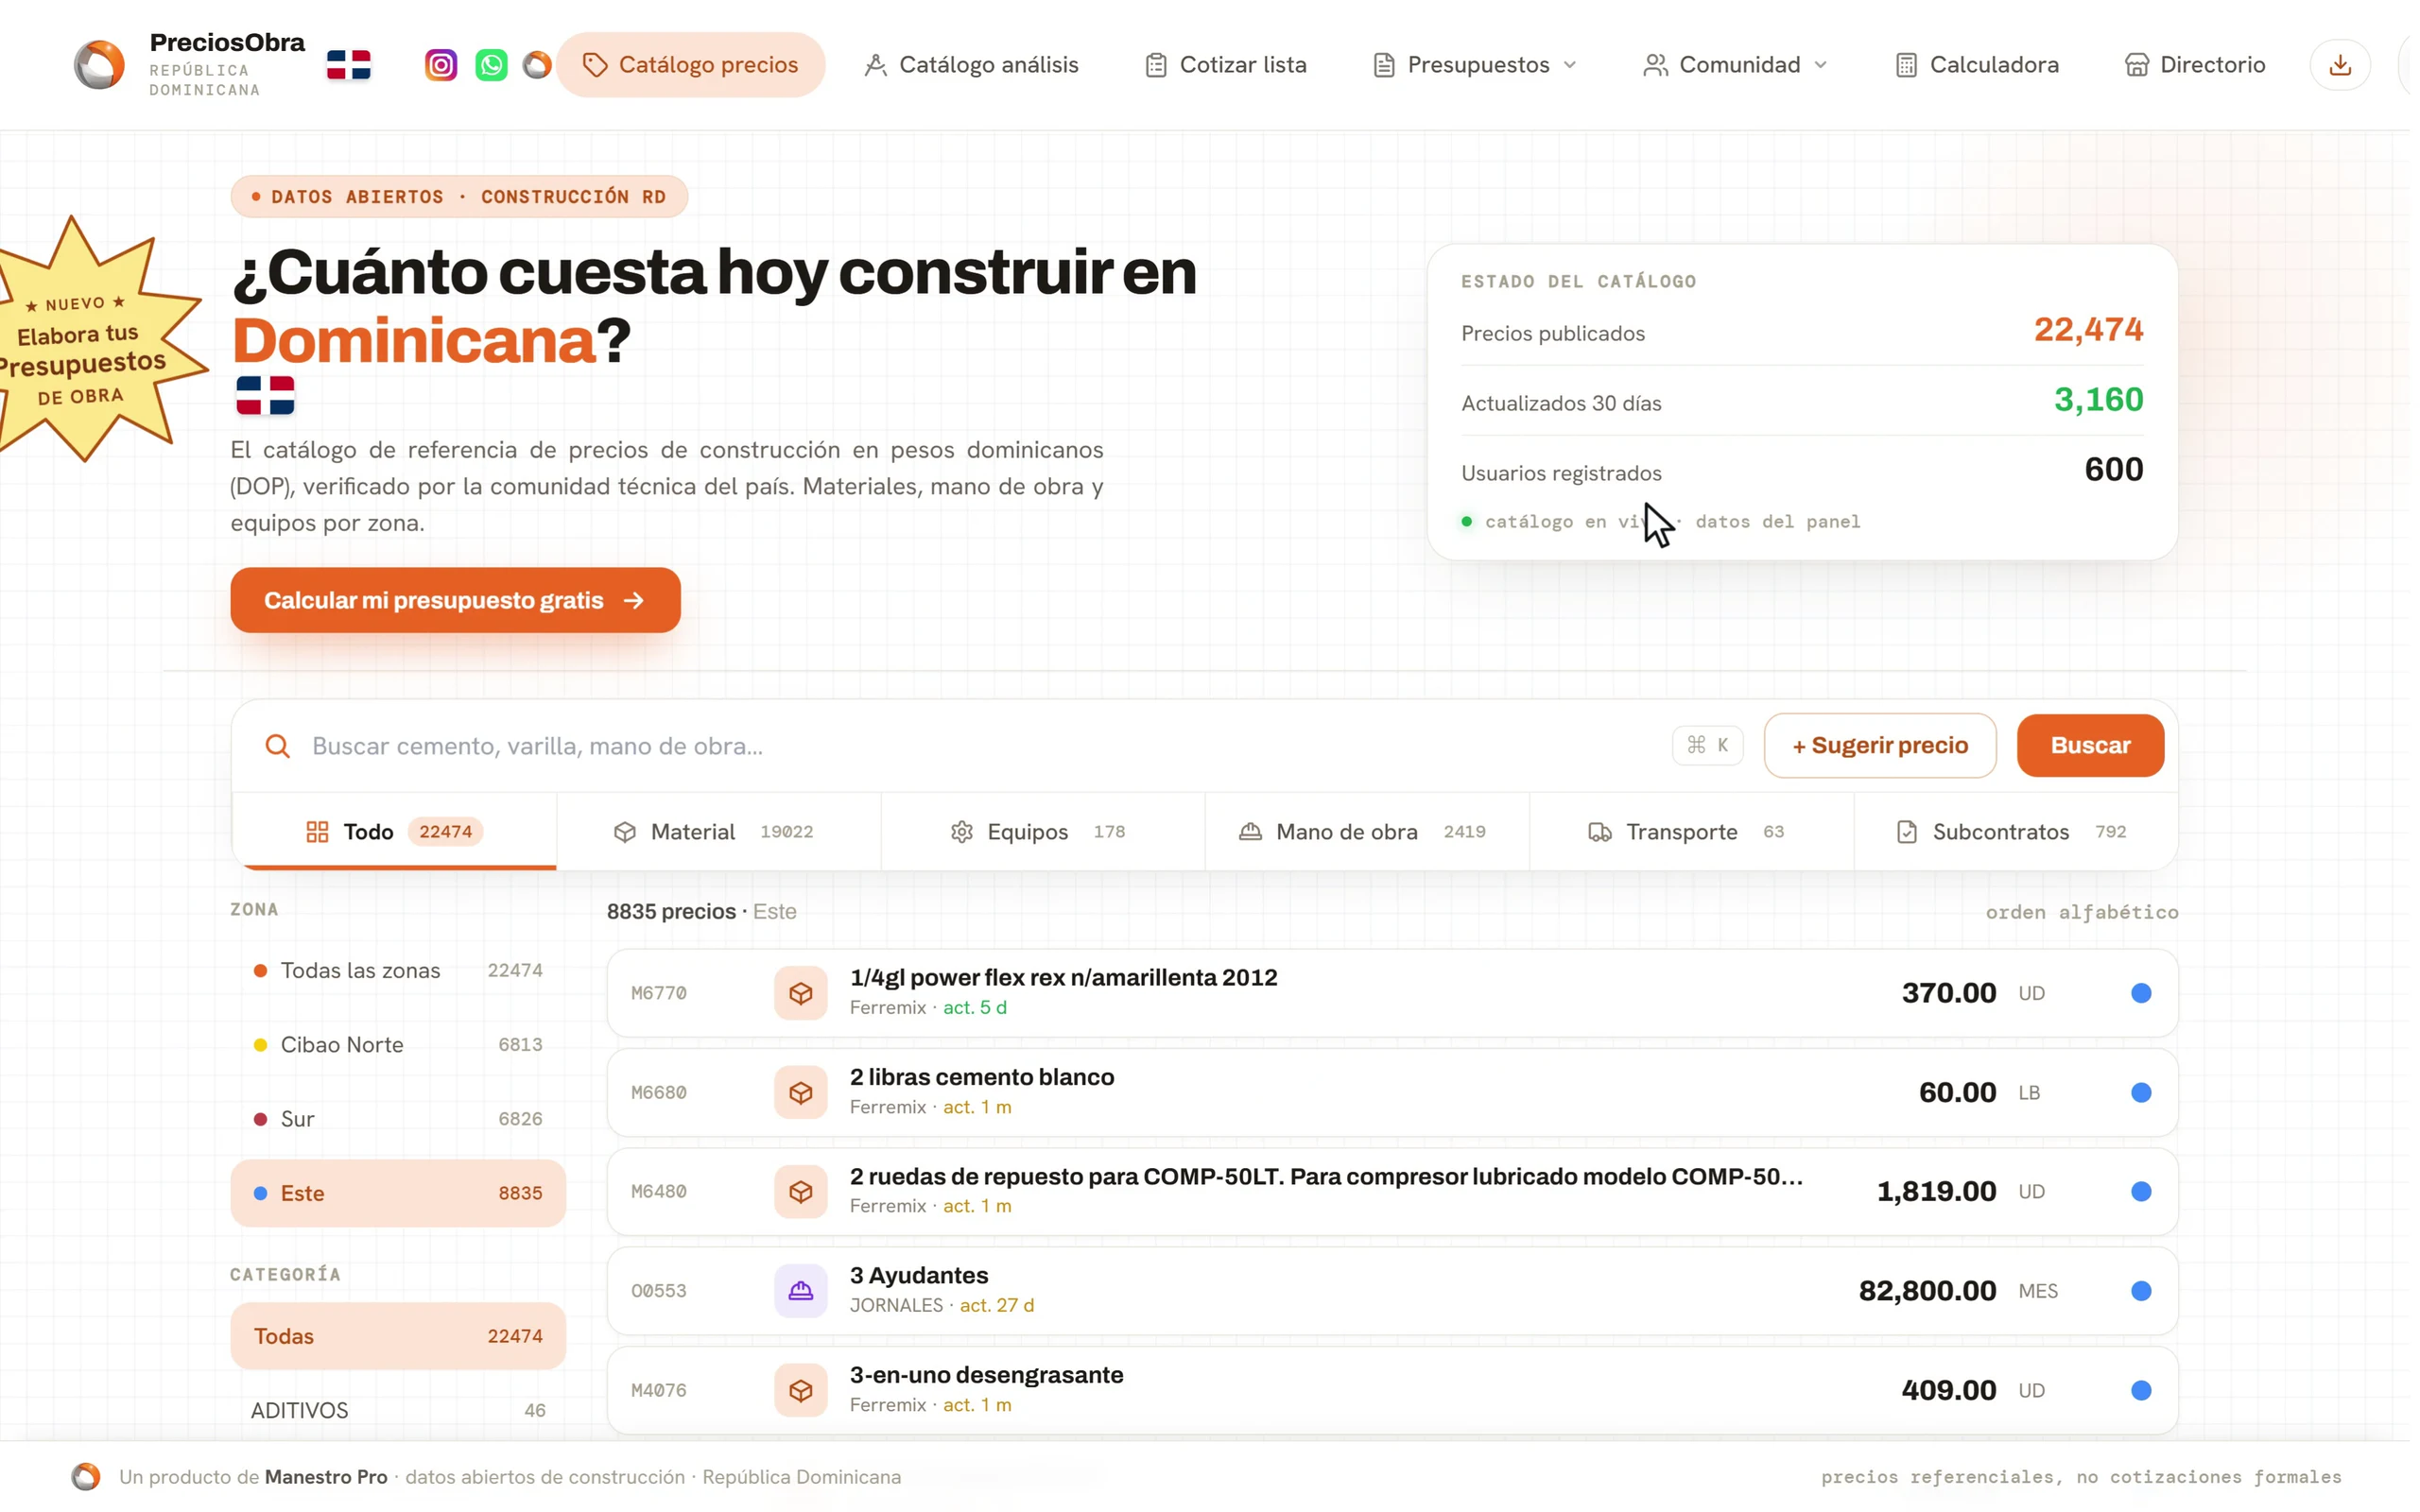 PreciosObra
REPÚBLICA
DOMINICANA
Catálogo precios
Catálogo análisis
Cotizar lista
Presupuestos
Comunidad
Calculadora
Directorio
★ NUEVO ★
Elabora tus
Presupuestos
DE OBRA
DATOS ABIERTOS · CONSTRUCCIÓN RD
¿Cuánto cuesta hoy construir en
Dominicana?
El catálogo de referencia de precios de construcción en pesos dominicanos
(DOP), verificado por la comunidad técnica del país. Materiales, mano de obra y
equipos por zona.
Calcular mi presupuesto gratis →
ESTADO DEL CATÁLOGO
Precios publicados 22,474
Actualizados 30 días 3,160
Usuarios registrados 600
catálogo en · datos del panel
Buscar cemento, varilla, mano de obra...
⌘ K
+ Sugerir precio
Buscar
Todo 22474
Material 19022
Equipos 178
Mano de obra 2419
Transporte 63
Subcontratos 792
ZONA
Todas las zonas 22474
Cibao Norte 6813
Sur 6826
Este 8835
CATEGORÍA
Todas 22474
ADITIVOS 46
8835 precios · Este
orden alfabético
M6770 1/4gl power flex rex n/amarillenta 2012 370.00 UD
Ferremix · act. 5 d
M6680 2 libras cemento blanco 60.00 LB
Ferremix · act. 1 m
M6480 2 ruedas de repuesto para COMP-50LT. Para compresor lubricado modelo COMP-50... 1,819.00 UD
Ferremix · act. 1 m
O0553 3 Ayudantes 82,800.00 MES
JORNALES · act. 27 d
M4076 3-en-uno desengrasante 409.00 UD
Ferremix · act. 1 m
Un producto de Manestro Pro · datos abiertos de construcción · República Dominicana
precios referenciales, no cotizaciones formales